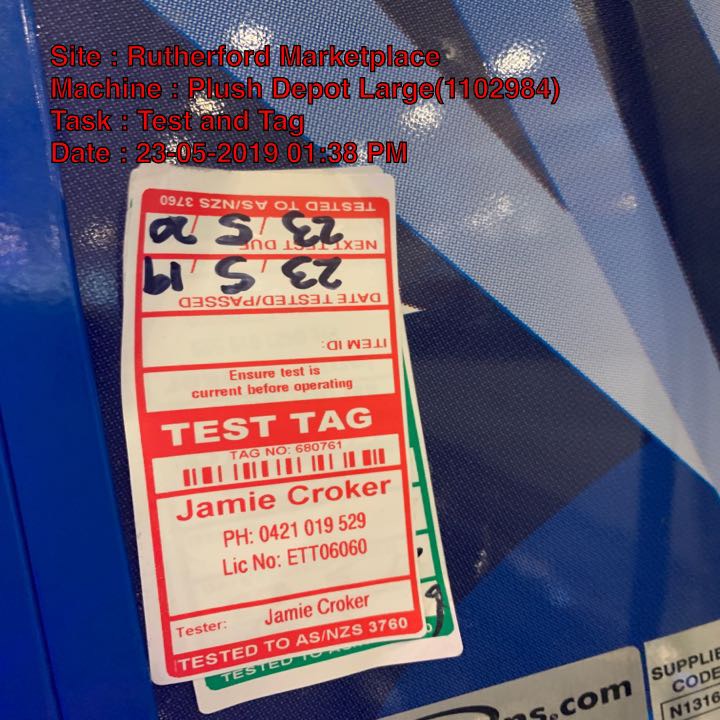 Site : Rutherford Marketplace
Machine : Plush Depot Large(1102984)
Task : Test and Tag
Date : 23-05-2019 01:38 PM
TESTED TO AS/NZS 3760
NEXT TEST DUE
23 / 5 / 20
23 / 5 / 19
DATE TESTED/PASSED
ITEM ID:
Ensure test is
current before operating
TEST TAG
TAG NO: 680761
Jamie Croker
PH: 0421 019 529
Lic No: ETT06060
Tester: Jamie Croker
TESTED TO AS/NZS 3760
TESTED TO
.com
SUPPLIE
CODE
N1316